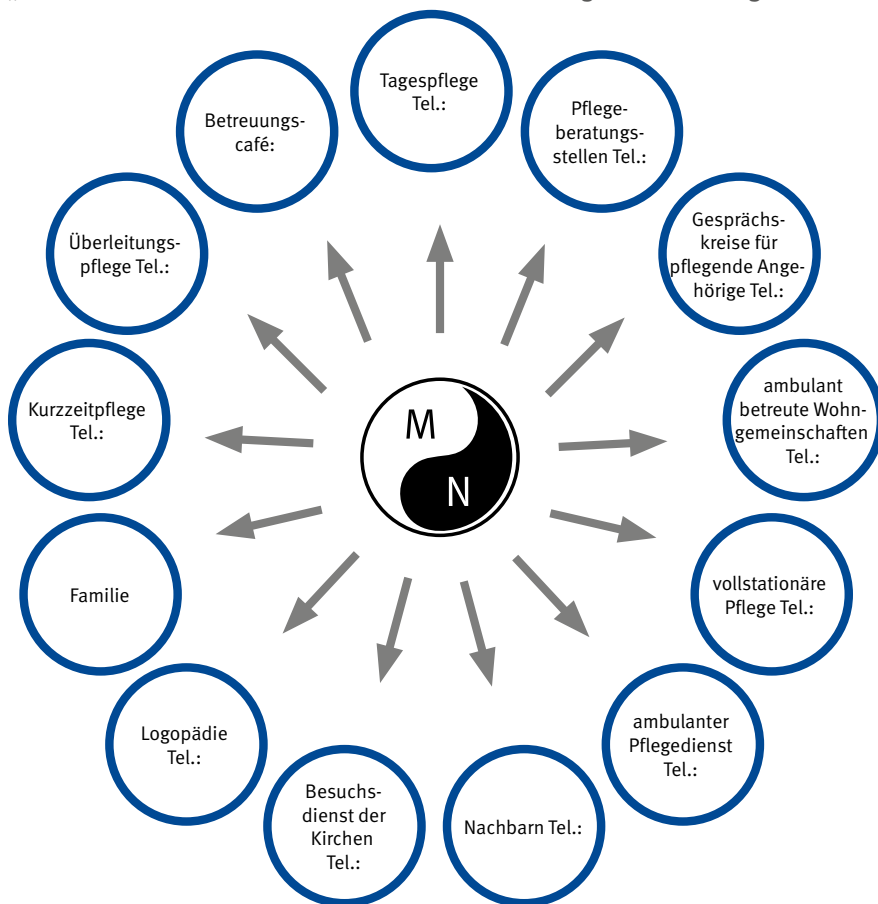 Tagespflege
Tel.:
Pflege-
beratungs-
stellen Tel.:
Gesprächs-
kreise für
pflegende Ange-
hörige Tel.:
ambulant
betreute Wohn-
gemeinschaften
Tel.:
vollstationäre
Pflege Tel.:
ambulanter
Pflegedienst
Tel.:
Nachbarn Tel.:
Besuchs-
dienst der
Kirchen
Tel.:
Logopädie
Tel.:
Familie
Kurzzeitpflege
Tel.:
Überleitungs-
pflege Tel.:
Betreuungs-
café:
M
N